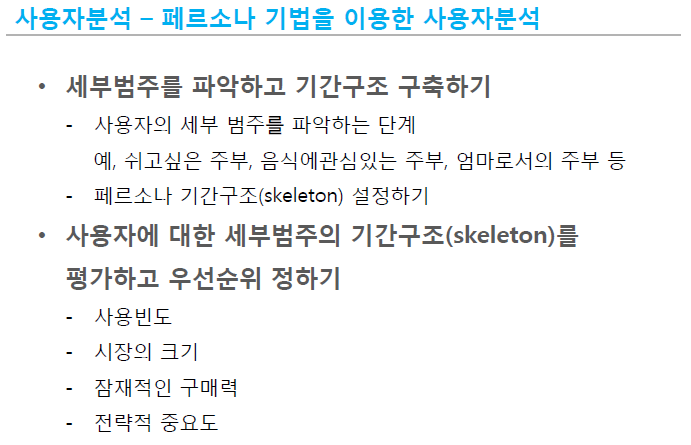 사용자분석 – 페르소나 기법을 이용한 사용자분석
• 세부범주를 파악하고 기간구조 구축하기
- 사용자의 세부 범주를 파악하는 단계
예, 쉬고싶은 주부, 음식에관심있는 주부, 엄마로서의 주부 등
- 페르소나 기간구조(skeleton) 설정하기
• 사용자에 대한 세부범주의 기간구조(skeleton)를
평가하고 우선순위 정하기
- 사용빈도
- 시장의 크기
- 잠재적인 구매력
- 전략적 중요도